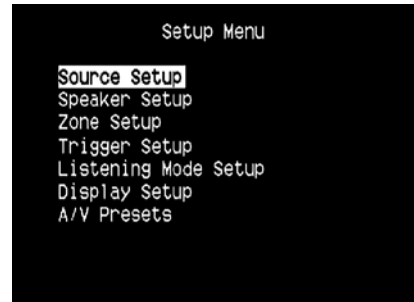 Setup Menu
Source Setup
Speaker Setup
Zone Setup
Trigger Setup
Listening Mode Setup
Display Setup
A/V Presets